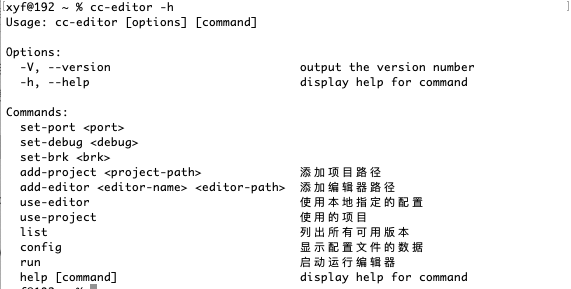 xyf@192 ~ % cc-editor -h
Usage: cc-editor [options] [command]
Options:
-V, --version output the version number
-h, --help display help for command
Commands:
set-port <port>
set-debug <debug>
set-brk <brk>
add-project <project-path> 添加项目路径
add-editor <editor-name> <editor-path> 添加编辑器路径
use-editor 使用本地指定的配置
use-project 使用的项目
list 列出所有可用版本
config 显示配置文件的数据
run 启动运行编辑器
help [command] display help for command